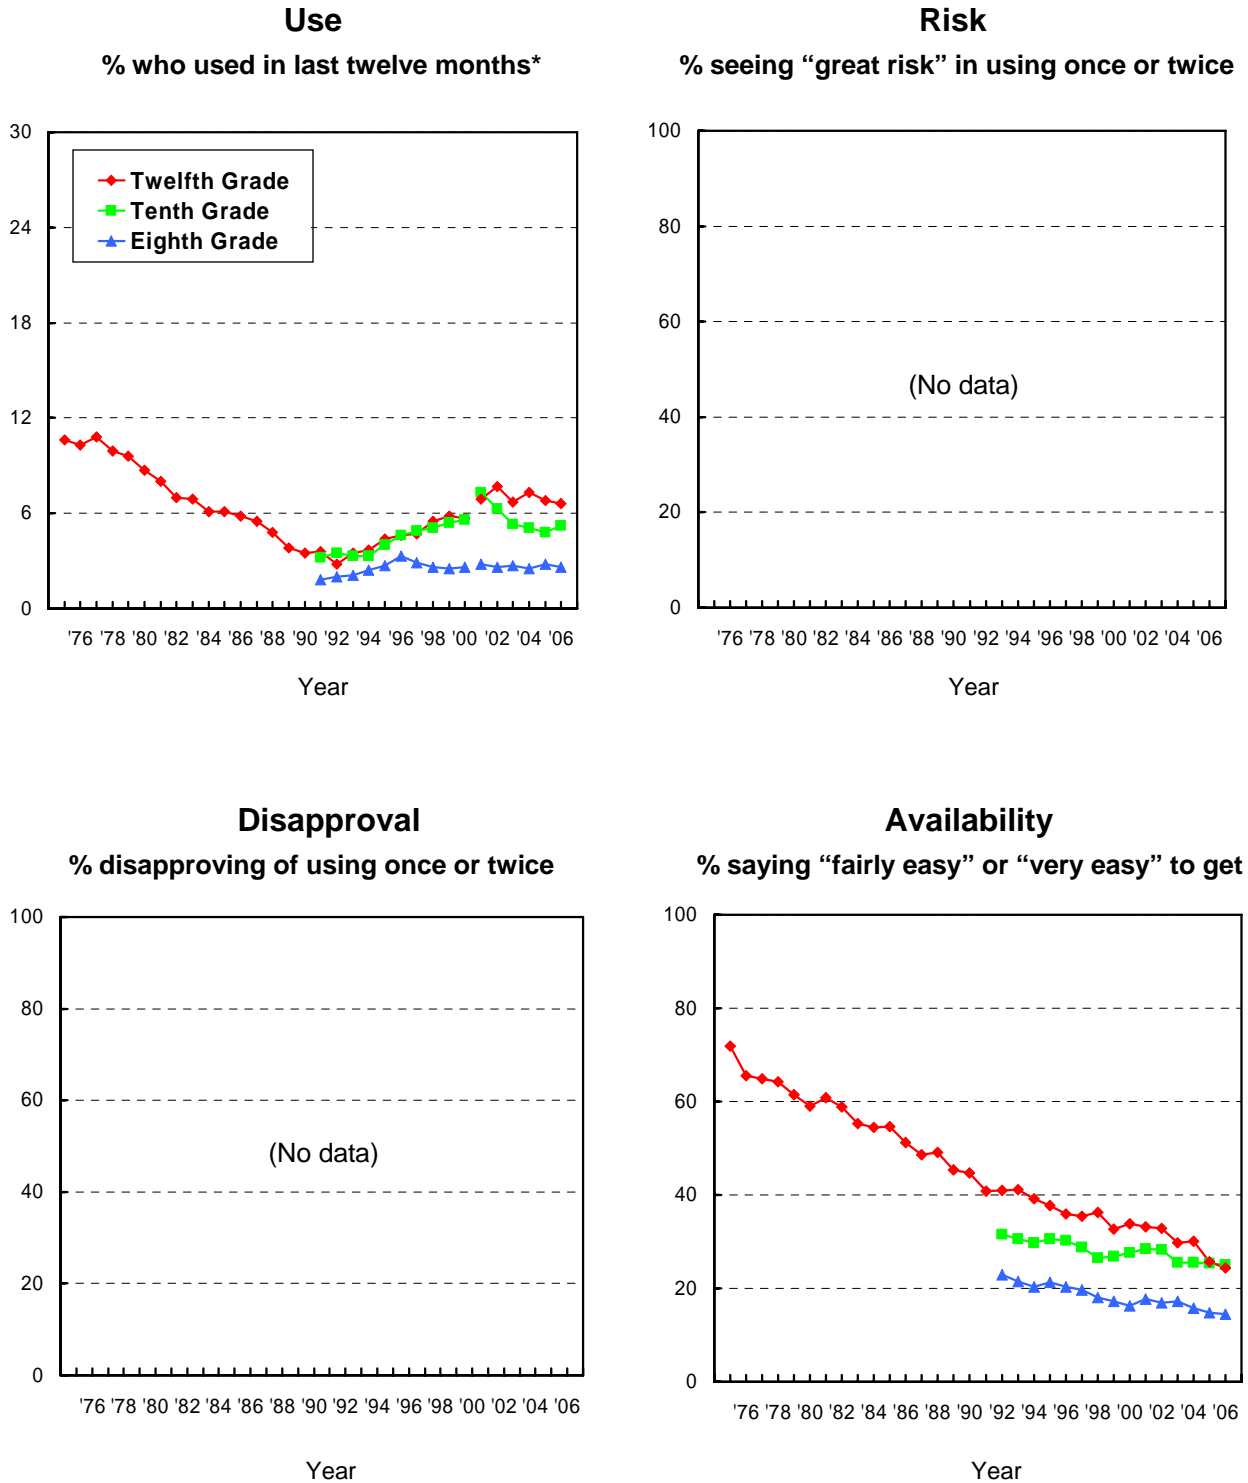 Use
% who used in last twelve months*
30
24
18
12
6
0
Twelfth Grade
Tenth Grade
Eighth Grade
'76 '78 '80 '82 '84 '86 '88 '90 '92 '94 '96 '98 '00 '02 '04 '06
Year
Risk
% seeing “great risk” in using once or twice
100
80
60
40
20
0
(No data)
'76 '78 '80 '82 '84 '86 '88 '90 '92 '94 '96 '98 '00 '02 '04 '06
Year
Disapproval
% disapproving of using once or twice
100
80
60
40
20
0
(No data)
'76 '78 '80 '82 '84 '86 '88 '90 '92 '94 '96 '98 '00 '02 '04 '06
Year
Availability
% saying “fairly easy” or “very easy” to get
100
80
60
40
20
0
'76 '78 '80 '82 '84 '86 '88 '90 '92 '94 '96 '98 '00 '02 '04 '06
Year